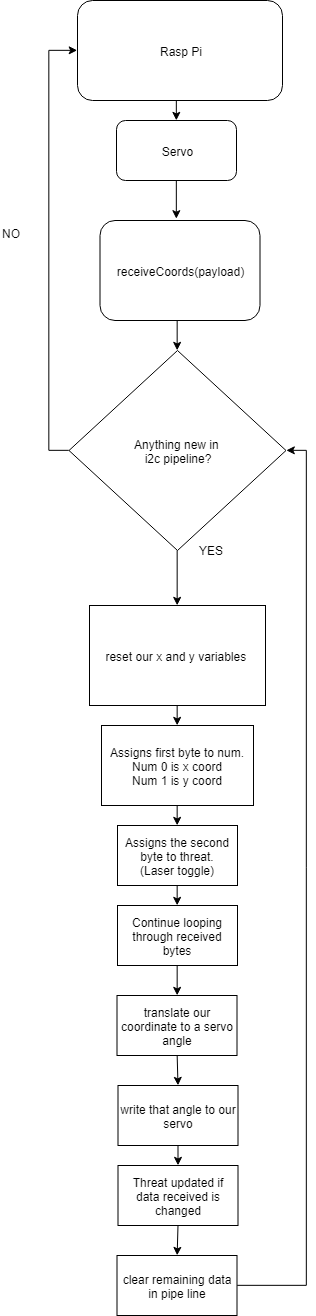 Rasp Pi
Servo
NO
receiveCoords(payload)
Anything new in
i2c pipeline?
YES
reset our x and y variables
Assigns first byte to num.
Num 0 is x coord
Num 1 is y coord
Assigns the second
byte to threat.
(Laser toggle)
Continue looping
through received
bytes
translate our
coordinate to a servo
angle
write that angle to our
servo
Threat updated if
data received is
changed
clear remaining data
in pipe line